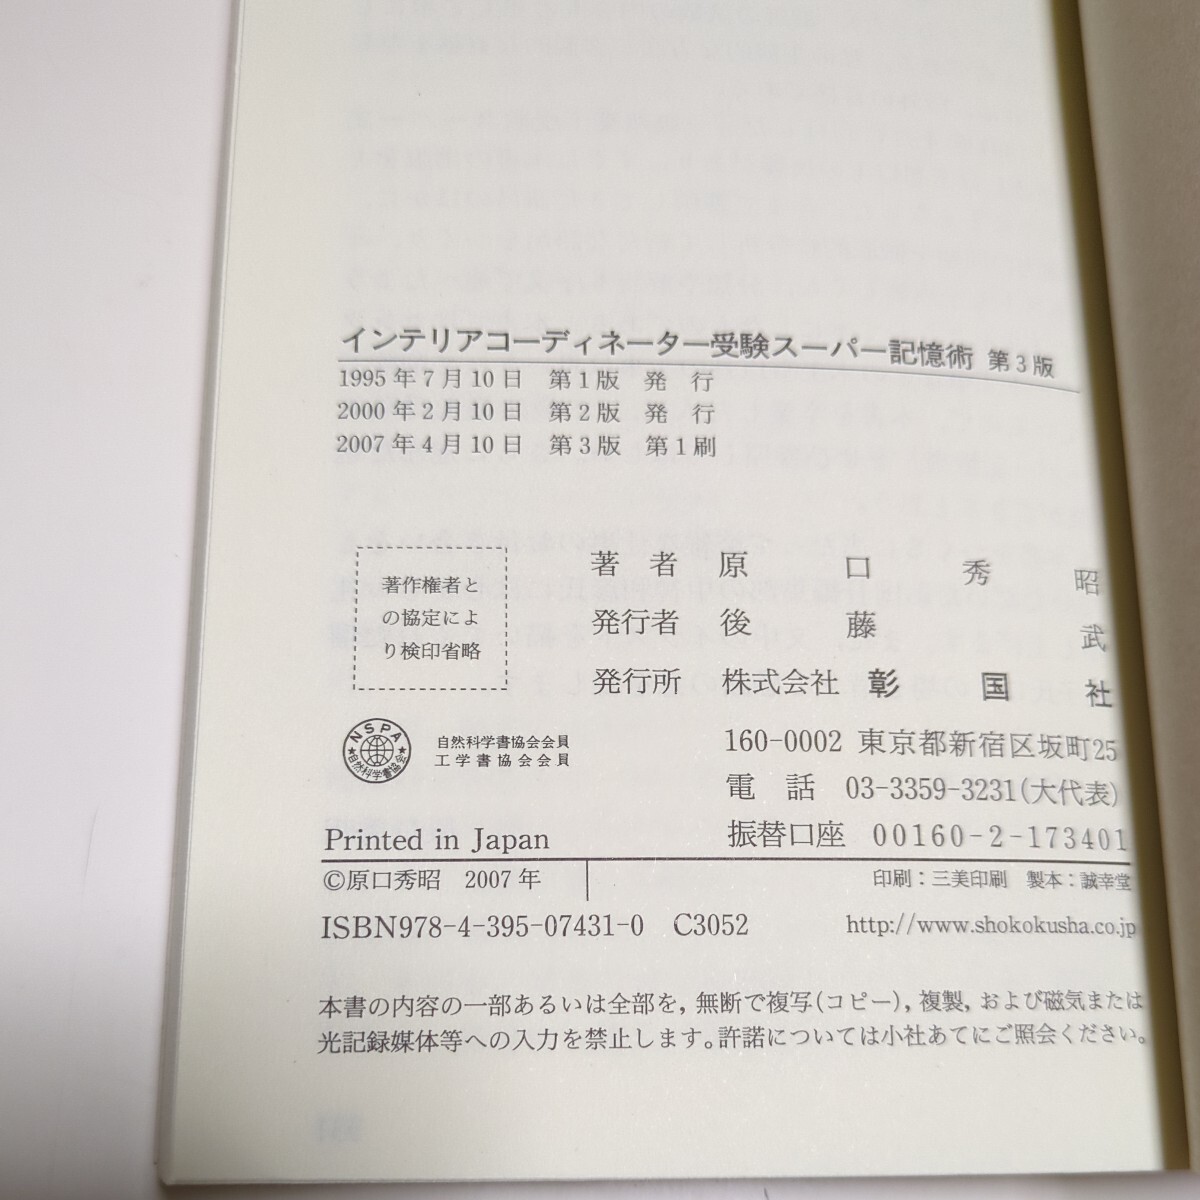 インテリアコーディネーター受験スーパー記憶術 第3版
1995年7月10日 第1版 発 行
2000年2月10日 第2版 発 行
2007年4月10日 第3版 第1刷
著作権者と
の協定によ
り検印省略
著 者 原 口 秀 昭
発行者 後 藤 武
発行所 株式会社 彰 国 社
NSPA
自然科学書協会
自然科学書協会会員
工学書協会会員
160-0002 東京都新宿区坂町25
電 話 03-3359-3231(大代表)
振替口座 00160-2-173401
Printed in Japan
©原口秀昭 2007年
印刷：三美印刷 製本：誠幸堂
ISBN978-4-395-07431-0 C3052
http://www.shokokusha.co.jp
本書の内容の一部あるいは全部を，無断で複写(コピー)，複製，および磁気または
光記録媒体等への入力を禁止します。許諾については小社あてにご照会ください。